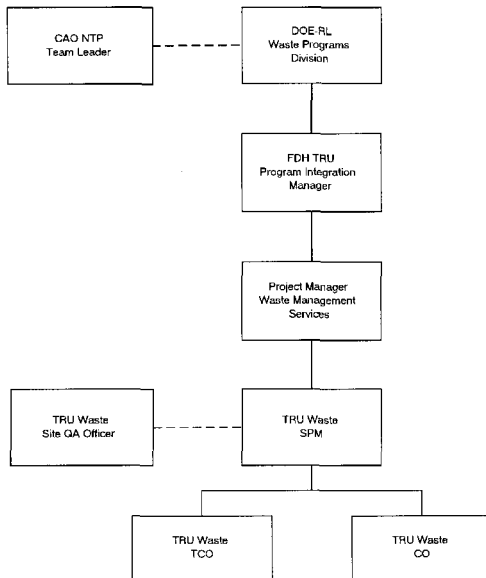 CAO NTP
Team Leader
DOE-RL
Waste Programs
Division
FDH TRU
Program Integration
Manager
Project Manager
Waste Management
Services
TRU Waste
Site QA Officer
TRU Waste
SPM
TRU Waste
TCO
TRU Waste
CO